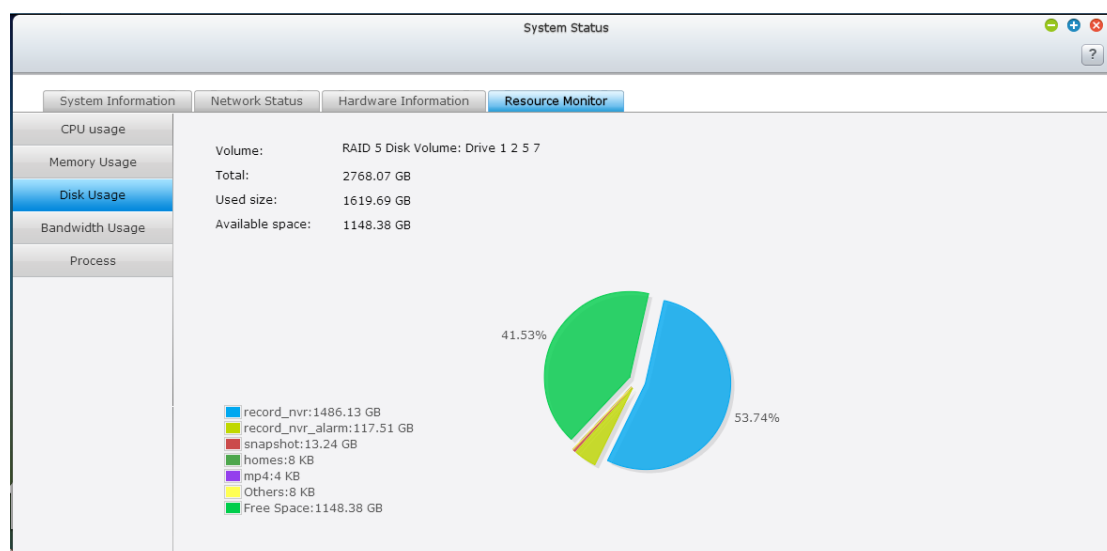 System Status
?
System Information Network Status Hardware Information Resource Monitor
CPU usage
Memory Usage
Disk Usage
Bandwidth Usage
Process
Volume: RAID 5 Disk Volume: Drive 1 2 5 7
Total: 2768.07 GB
Used size: 1619.69 GB
Available space: 1148.38 GB
41.53%
53.74%
record_nvr:1486.13 GB
record_nvr_alarm:117.51 GB
snapshot:13.24 GB
homes:8 KB
mp4:4 KB
Others:8 KB
Free Space:1148.38 GB